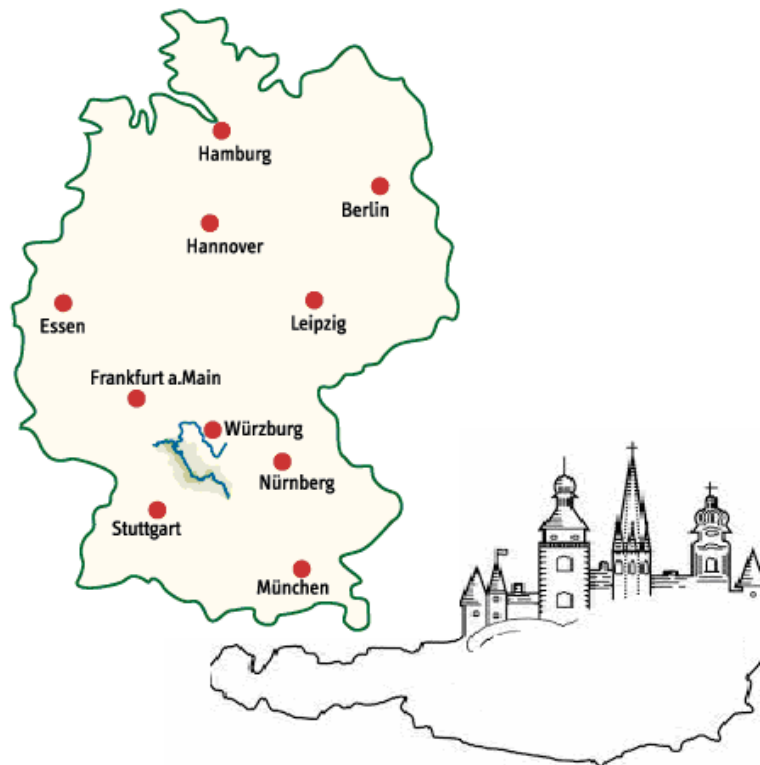 Hamburg
Berlin
Hannover
Essen
Leipzig
Frankfurt a.Main
Würzburg
Nürnberg
Stuttgart
München